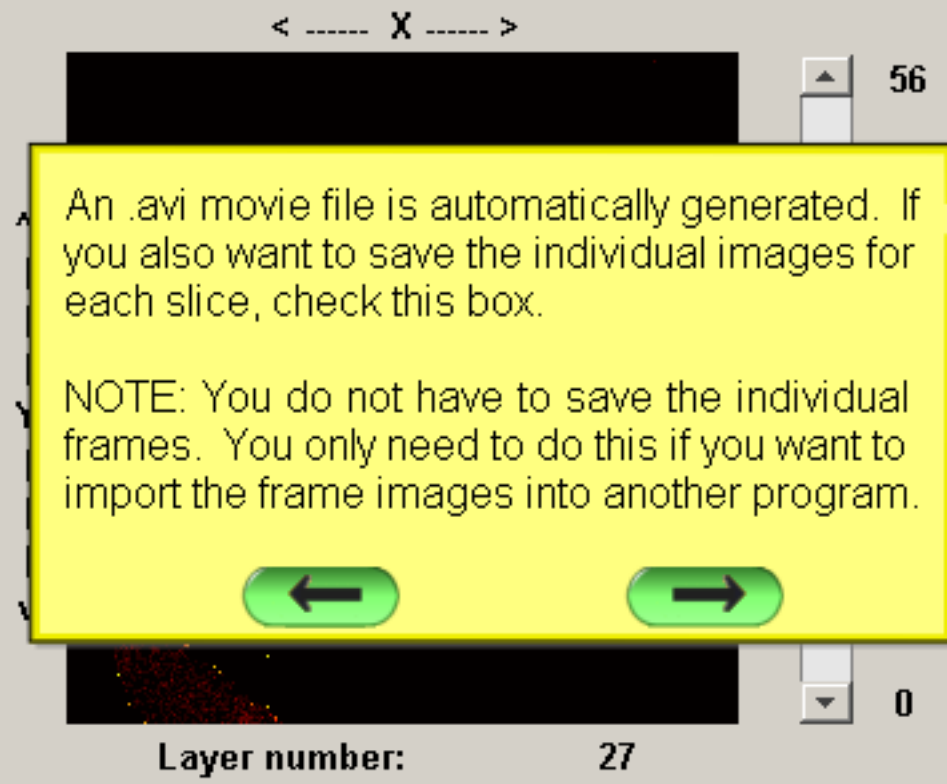 < ------ X ------ >
56
An .avi movie file is automatically generated. If
you also want to save the individual images for
each slice, check this box.
NOTE: You do not have to save the individual
frames. You only need to do this if you want to
import the frame images into another program.
0
Layer number: 27